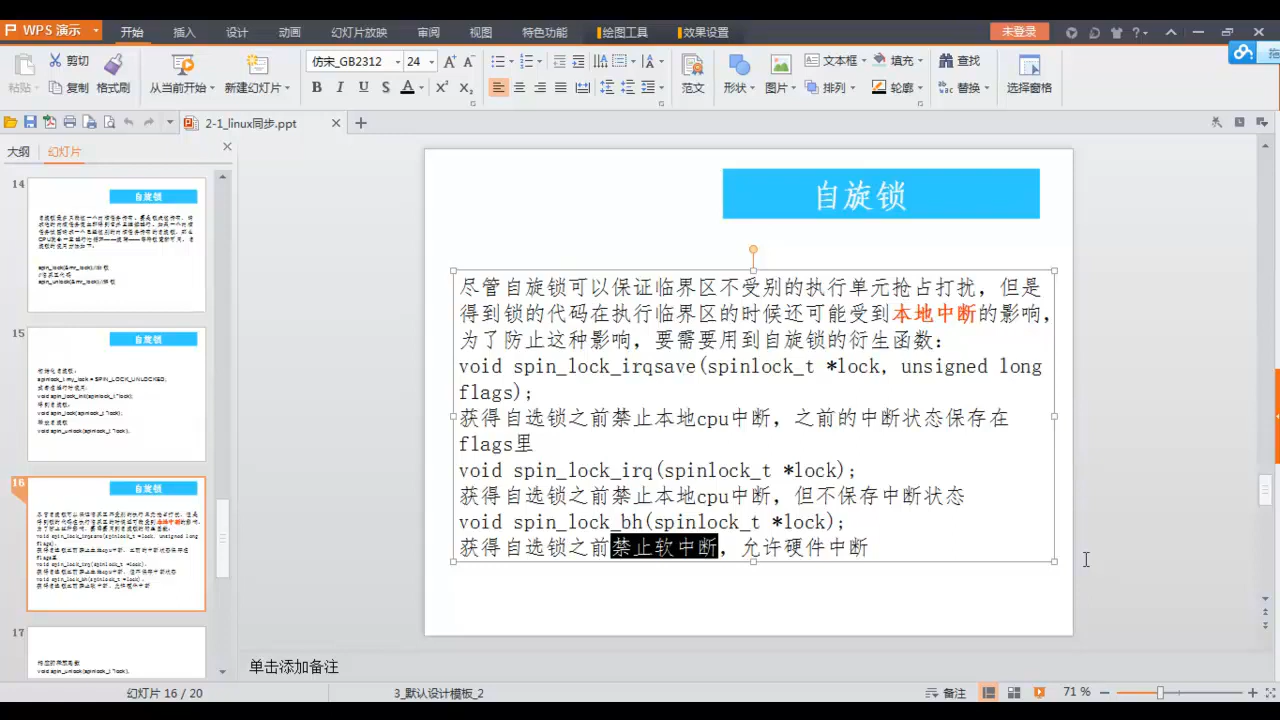 WPS 演示
开始 插入 设计 动画 幻灯片放映 审阅 视图 特色功能 绘图工具 效果设置
未登录
粘贴 剪切 复制 格式刷 从当前开始 新建幻灯片
仿宋_GB2312 24
B I U S A
范文 形状 图片 文本框 排列 填充 轮廓 查找 替换 选择窗格
2-1_linux同步.ppt
大纲 幻灯片
14
自旋锁
15
自旋锁
16
自旋锁
17
自旋锁
尽管自旋锁可以保证临界区不受别的执行单元抢占打扰，但是
得到锁的代码在执行临界区的时候还可能受到本地中断的影响，
为了防止这种影响，要需要用到自旋锁的衍生函数：
void spin_lock_irqsave(spinlock_t *lock, unsigned long
flags);
获得自选锁之前禁止本地cpu中断，之前的中断状态保存在
flags里
void spin_lock_irq(spinlock_t *lock);
获得自选锁之前禁止本地cpu中断，但不保存中断状态
void spin_lock_bh(spinlock_t *lock);
获得自选锁之前禁止软中断，允许硬件中断
单击添加备注
幻灯片 16 / 20
3_默认设计模板_2
备注
71 %